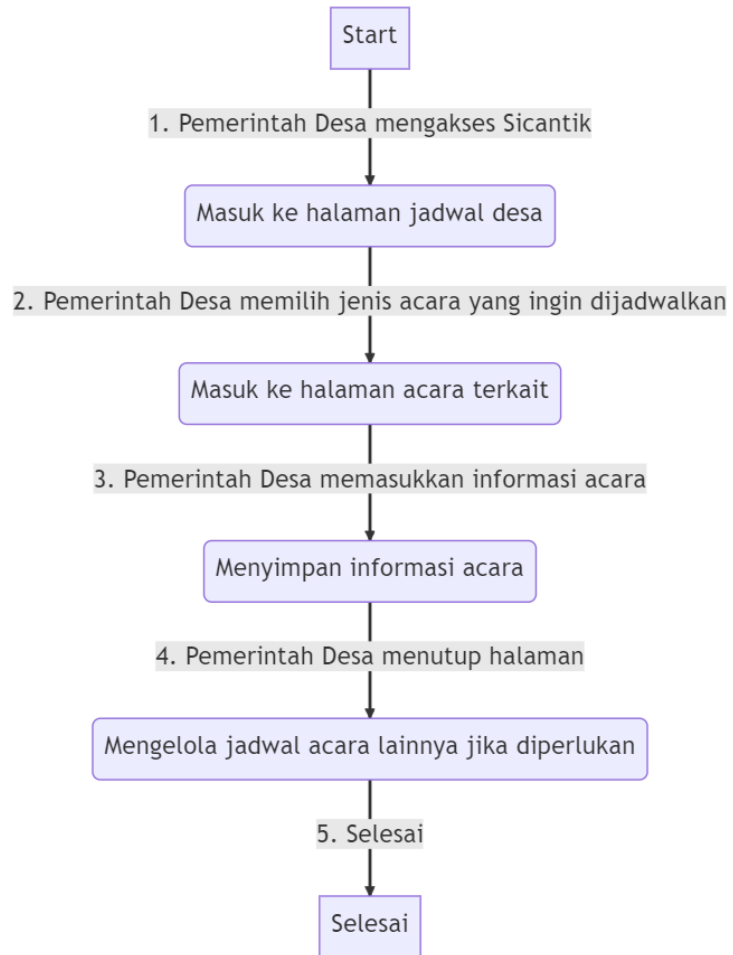 Start
1. Pemerintah Desa mengakses Sicantik
Masuk ke halaman jadwal desa
2. Pemerintah Desa memilih jenis acara yang ingin dijadwalkan
Masuk ke halaman acara terkait
3. Pemerintah Desa memasukkan informasi acara
Menyimpan informasi acara
4. Pemerintah Desa menutup halaman
Mengelola jadwal acara lainnya jika diperlukan
5. Selesai
Selesai